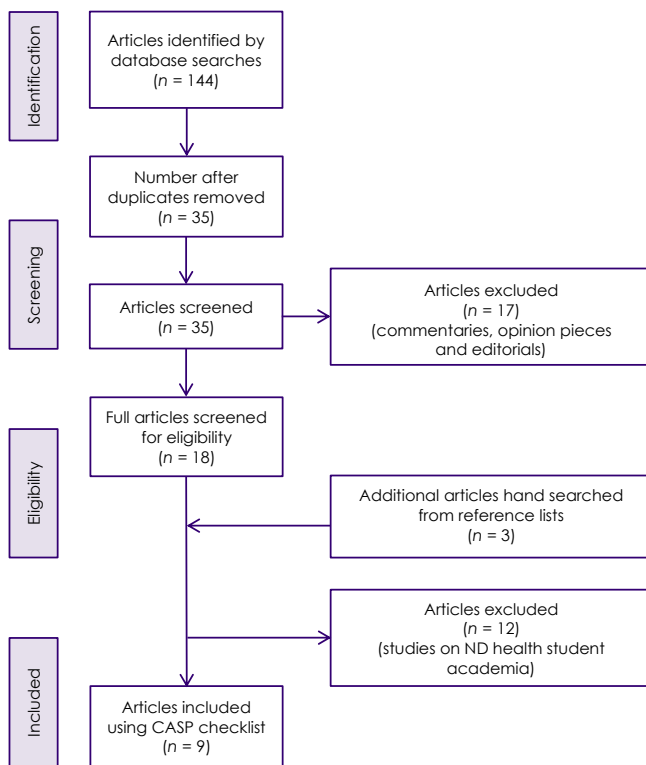 Identification
Articles identified by
database searches
(n = 144)
Number after
duplicates removed
(n = 35)
Screening
Articles screened
(n = 35)
Articles excluded
(n = 17)
(commentaries, opinion pieces
and editorials)
Eligibility
Full articles screened
for eligibility
(n = 18)
Additional articles hand searched
from reference lists
(n = 3)
Articles excluded
(n = 12)
(studies on ND health student
academia)
Included
Articles included
using CASP checklist
(n = 9)